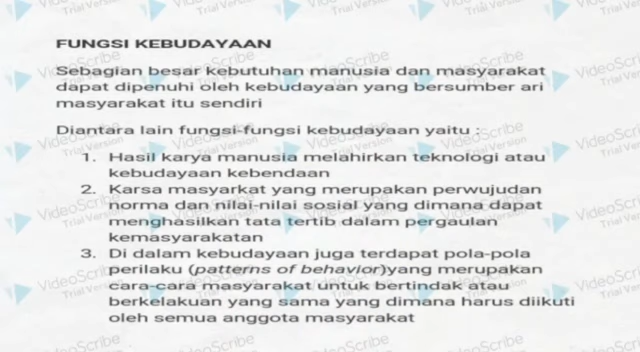 FUNGSI KEBUDAYAAN
Sebagian besar kebutuhan manusia dan masyarakat
dapat dipenuhi oleh kebudayaan yang bersumber ari
masyarakat itu sendiri
Diantara lain fungsi-fungsi kebudayaan yaitu :
1. Hasil karya manusia melahirkan teknologi atau
kebudayaan kebendaan
2. Karsa masyarkat yang merupakan perwujudan
norma dan nilai-nilai sosial yang dimana dapat
menghasilkan tata tertib dalam pergaulan
kemasyarakatan
3. Di dalam kebudayaan juga terdapat pola-pola
perilaku (patterns of behavior)yang merupakan
cara-cara masyarakat untuk bertindak atau
berkelakuan yang sama yang dimana harus diikuti
oleh semua anggota masyarakat
VideoScribe
Trial Version